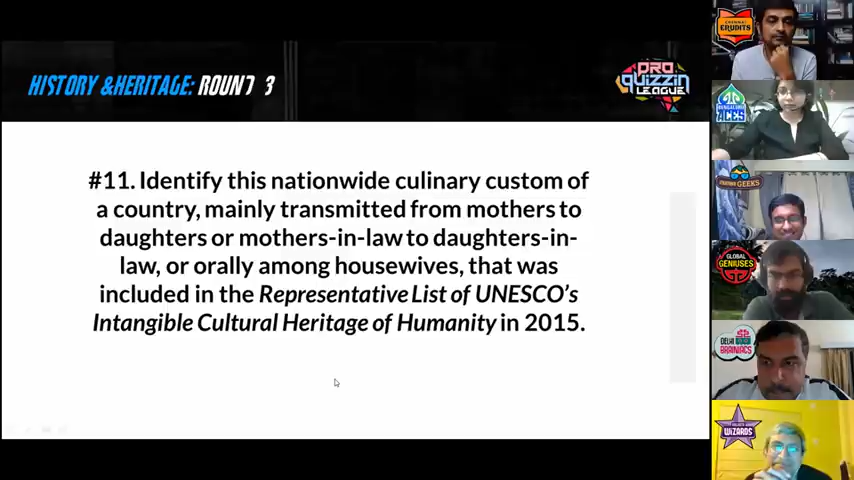 HISTORY &HERITAGE: ROUND 3
PRO
QUIZZIN
LEAGUE
#11. Identify this nationwide culinary custom of
a country, mainly transmitted from mothers to
daughters or mothers-in-law to daughters-in-
law, or orally among housewives, that was
included in the Representative List of UNESCO's
Intangible Cultural Heritage of Humanity in 2015.
CHENNAI
ERUDITS
BENGALURU
ACES
GEEKS
GLOBAL
GENIUSES
DELHI
BRAINIACS
WIZARDS